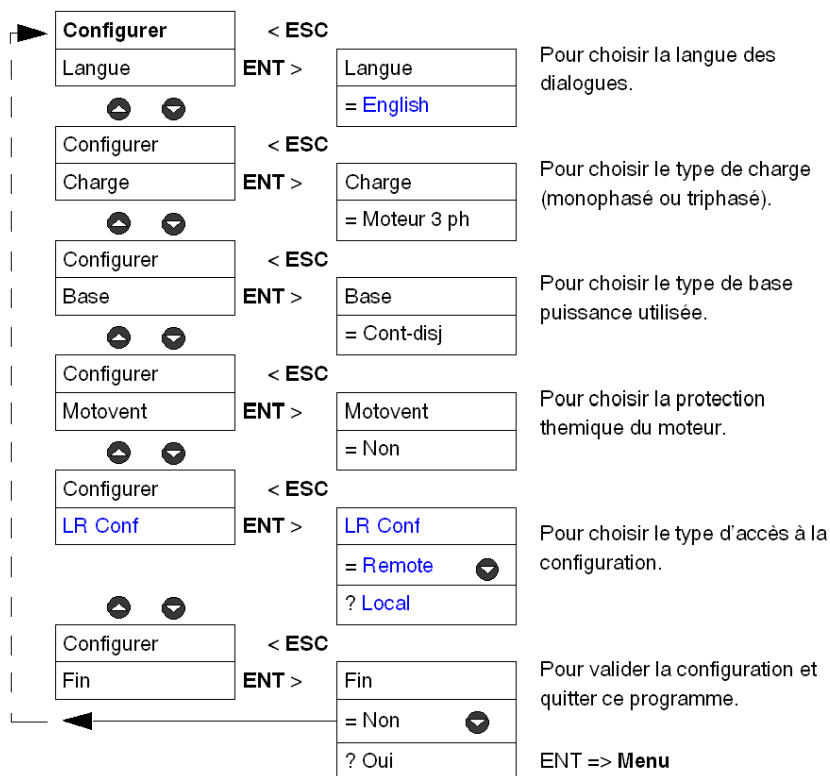 Configurer < ESC
Langue ENT > Langue
= English
Pour choisir la langue des
dialogues.
Configurer < ESC
Charge ENT > Charge
= Moteur 3 ph
Pour choisir le type de charge
(monophasé ou triphasé).
Configurer < ESC
Base ENT > Base
= Cont-disj
Pour choisir le type de base
puissance utilisée.
Configurer < ESC
Motovent ENT > Motovent
= Non
Pour choisir la protection
themique du moteur.
Configurer < ESC
LR Conf ENT > LR Conf
= Remote
? Local
Pour choisir le type d'accès à la
configuration.
Configurer < ESC
Fin ENT > Fin
= Non
? Oui
Pour valider la configuration et
quitter ce programme.
ENT => Menu